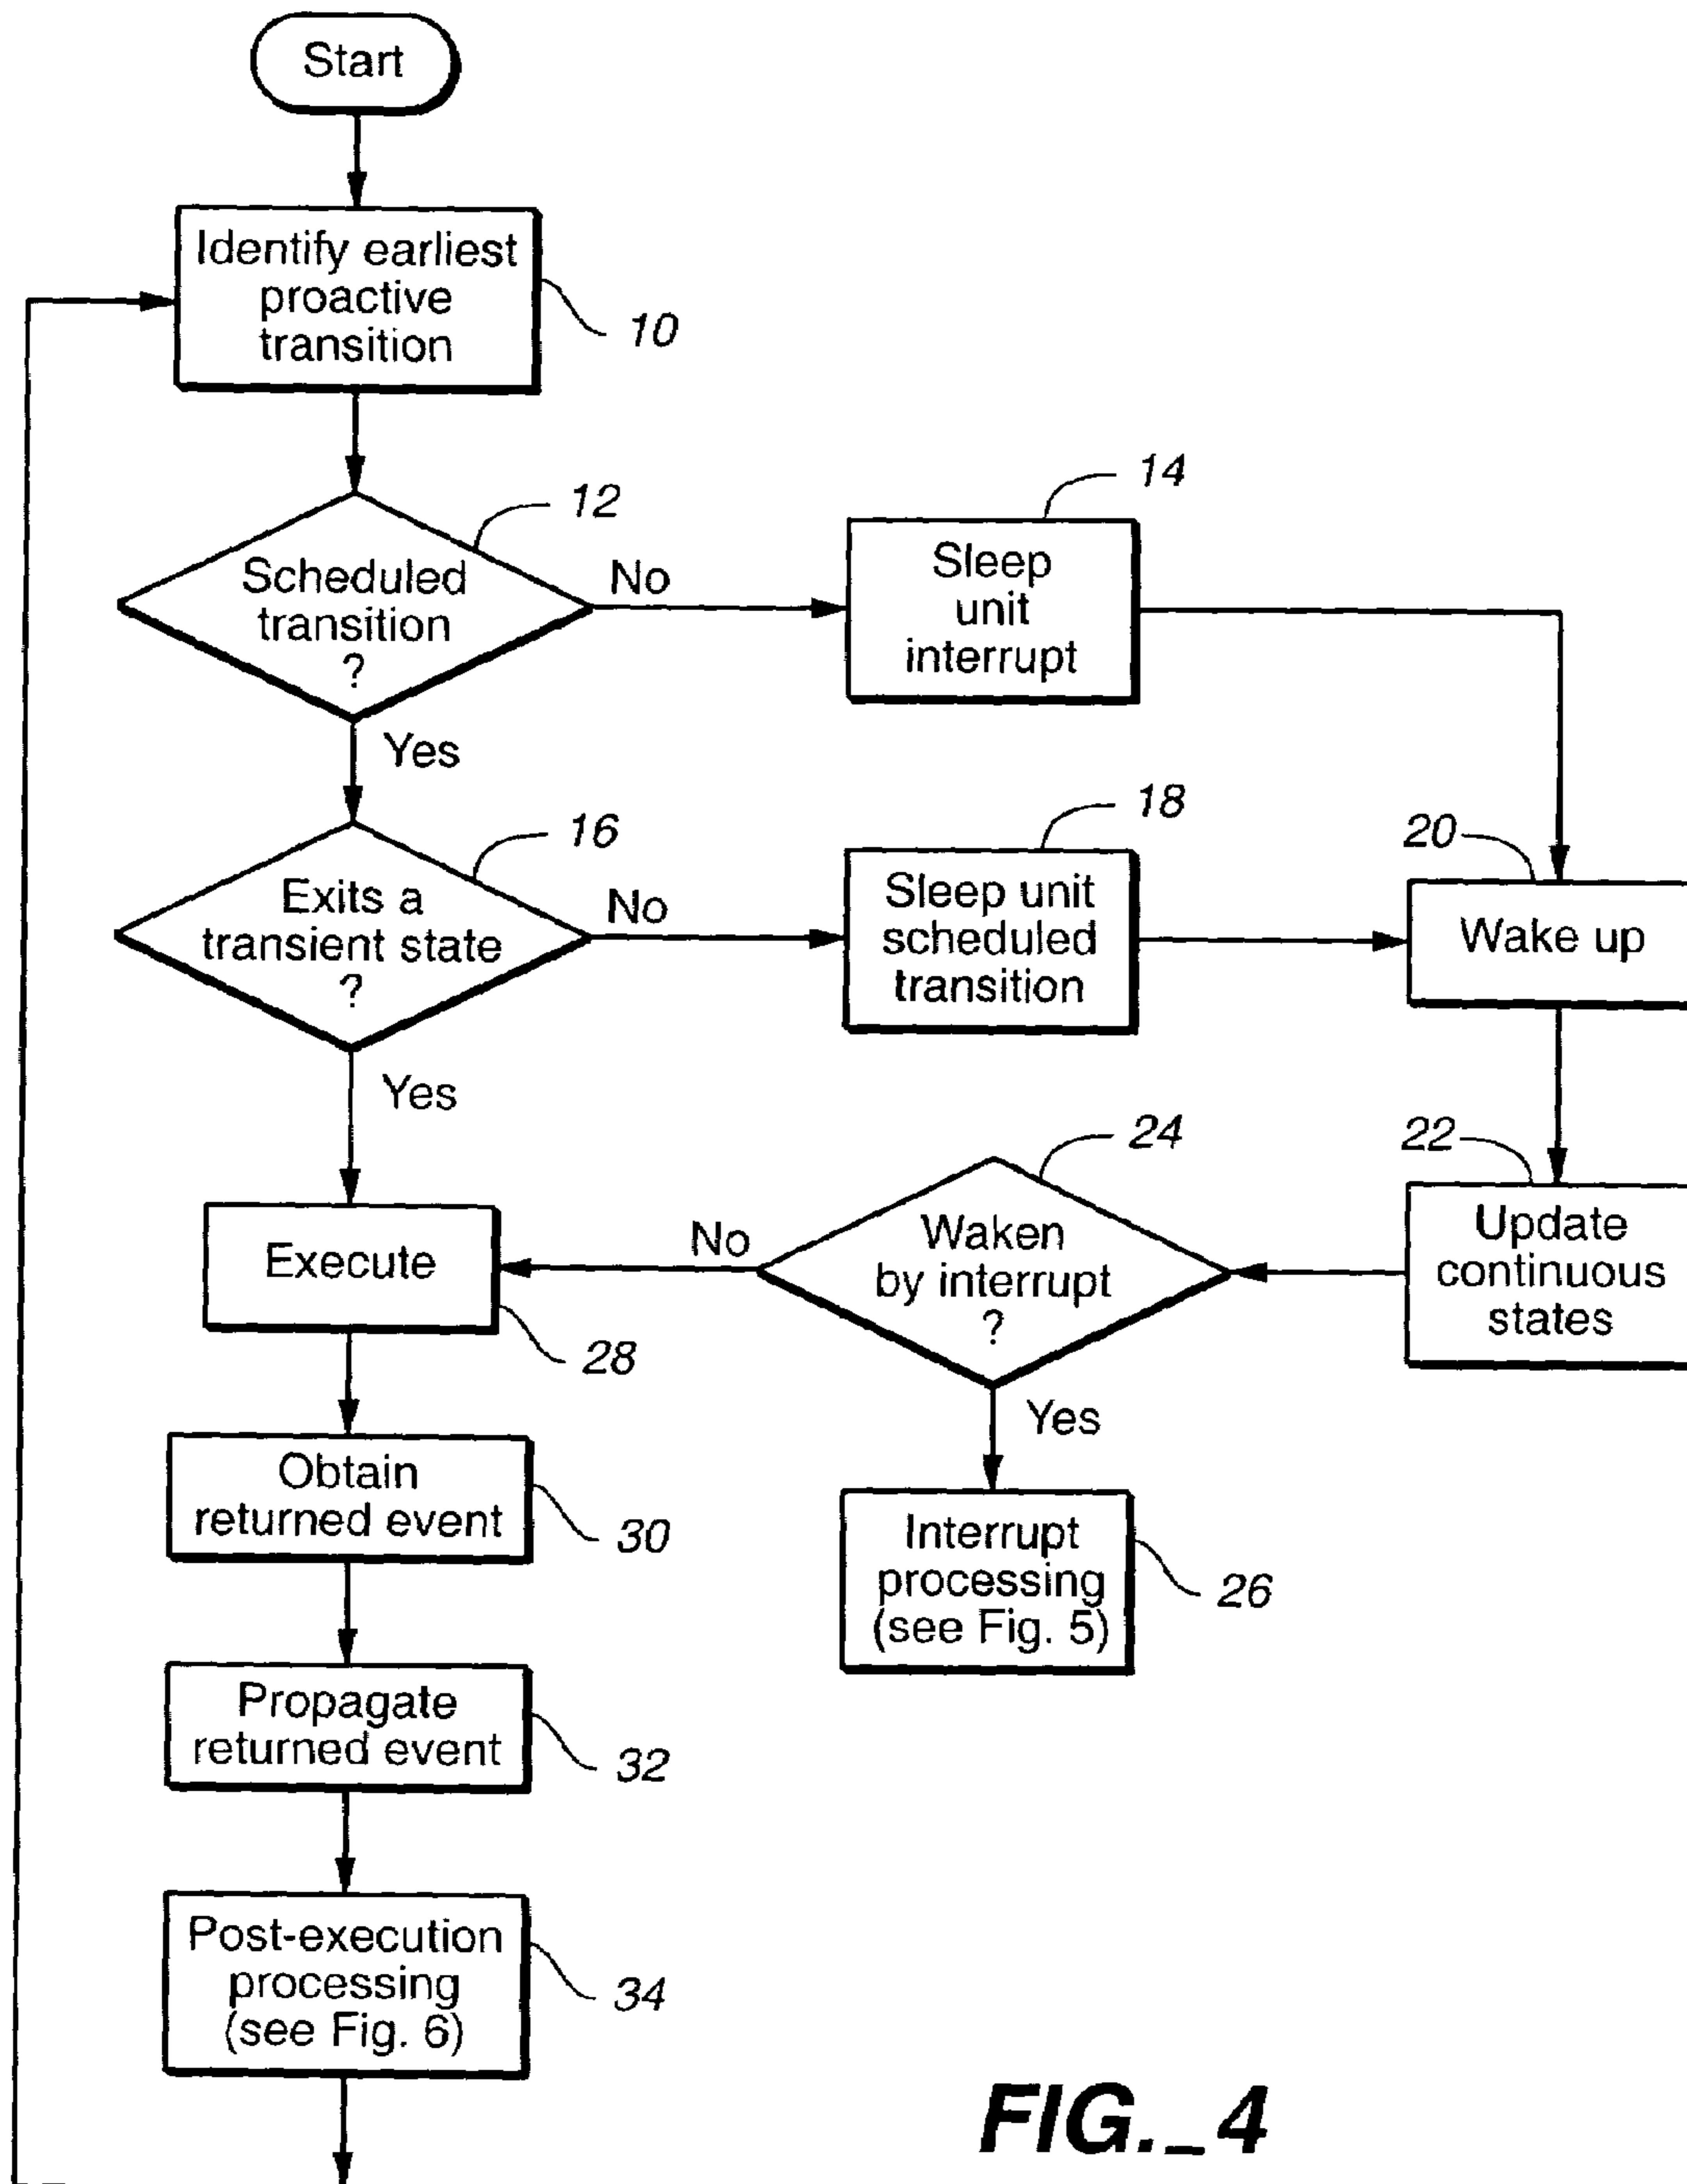 Start
Identify earliest
proactive
transition
10
12
Scheduled
transition
?
No
Yes
14
Sleep
unit
interrupt
16
Exits a
transient state
?
No
Yes
18
Sleep unit
scheduled
transition
20
Wake up
22
Update
continuous
states
24
Waken
by interrupt
?
No
Yes
Interrupt
processing
(see Fig. 5)
26
Execute
28
Obtain
returned event
30
Propagate
returned event
32
Post-execution
processing
(see Fig. 6)
34
FIG._4